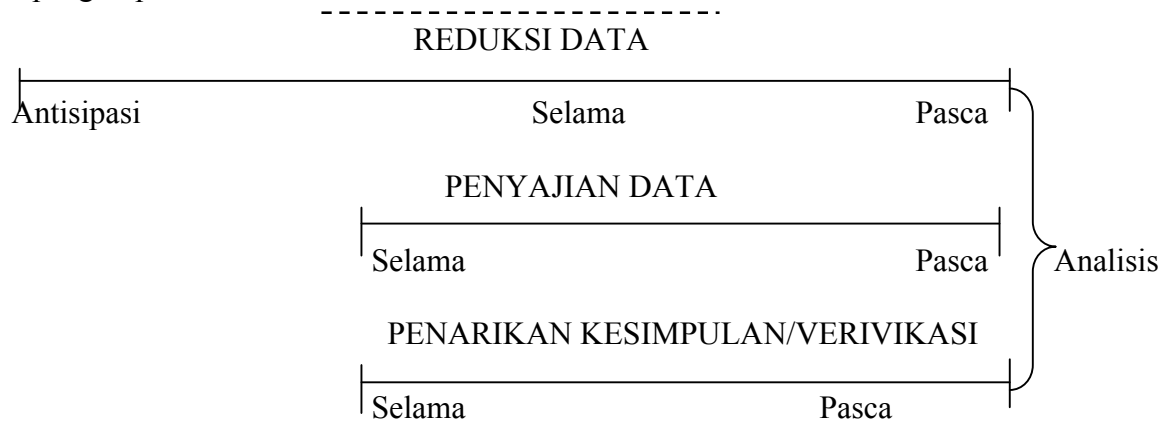 REDUKSI DATA
Antisipasi Selama Pasca
PENYAJIAN DATA
Selama Pasca Analisis
PENARIKAN KESIMPULAN/VERIVIKASI
Selama Pasca